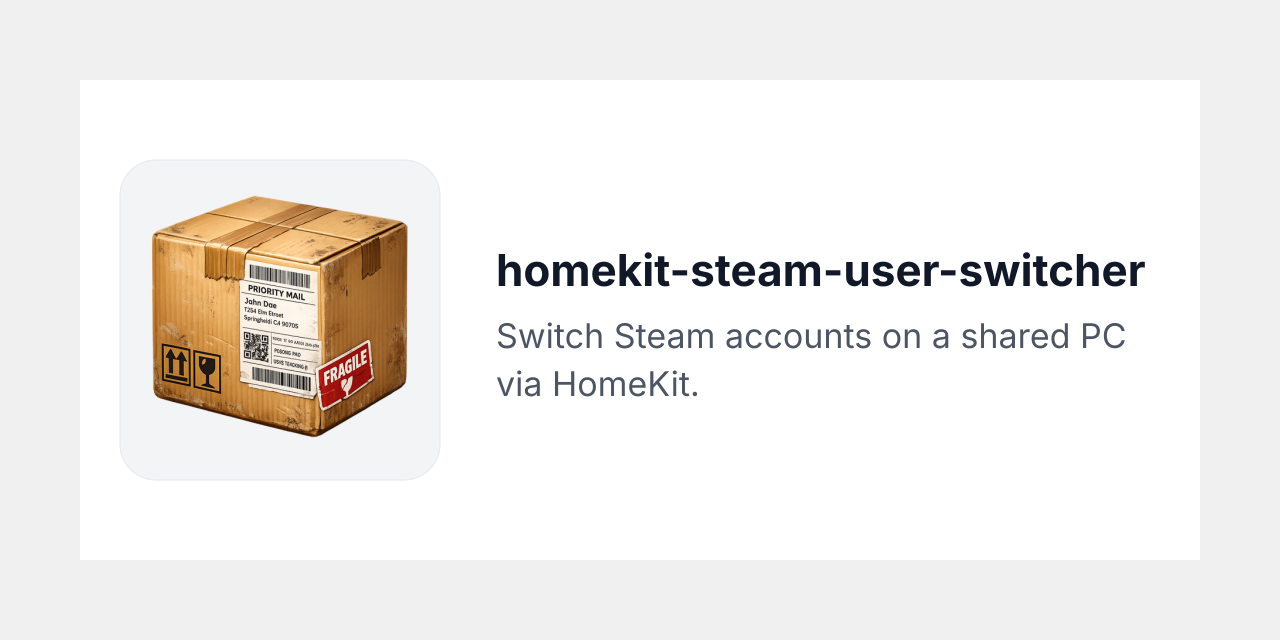 homekit-steam-user-switcher
Switch Steam accounts on a shared PC
via HomeKit.
PRIORITY MAIL
John Doe
FRAGILE